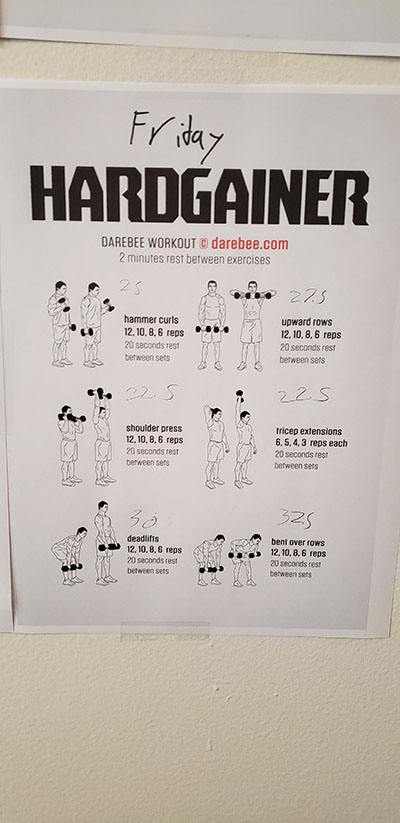 Friday
HARDGAINER
DAREBEE WORKOUT © darebee.com
2 minutes rest between exercises
25
hammer curls
12, 10, 8, 6 reps
20 seconds rest
between sets
27.5
upward rows
12, 10, 8, 6 reps
20 seconds rest
between sets
22.5
shoulder press
12, 10, 8, 6 reps
20 seconds rest
between sets
22.5
tricep extensions
6, 5, 4, 3 reps each
20 seconds rest
between sets
deadlifts
12, 10, 8, 6 reps
20 seconds rest
between sets
32.5
bent over rows
12, 10, 8, 6 reps
20 seconds rest
between sets